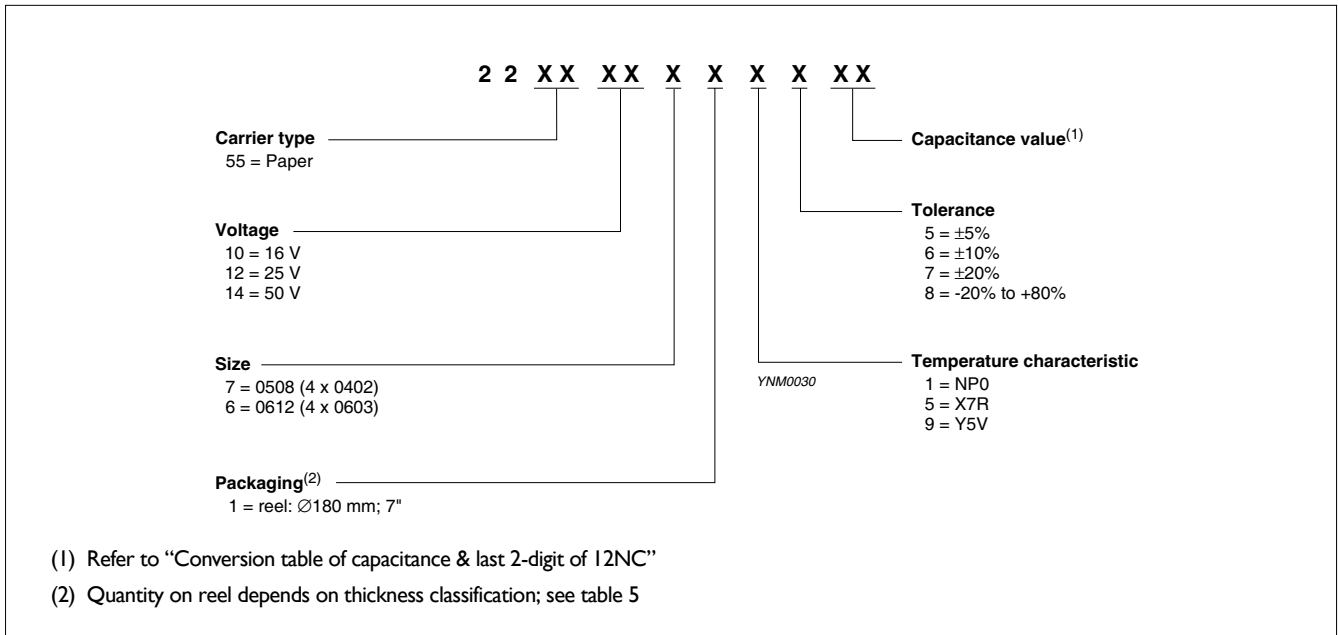 2 2 X X X X X X X X X X
Carrier type
55 = Paper
Voltage
10 = 16 V
12 = 25 V
14 = 50 V
Size
7 = 0508 (4 x 0402)
6 = 0612 (4 x 0603)
Packaging(2)
1 = reel: ∅180 mm; 7"
Capacitance value(1)
Tolerance
5 = ±5%
6 = ±10%
7 = ±20%
8 = -20% to +80%
Temperature characteristic
1 = NP0
5 = X7R
9 = Y5V
YNM0030
(1) Refer to “Conversion table of capacitance & last 2-digit of 12NC”
(2) Quantity on reel depends on thickness classification; see table 5